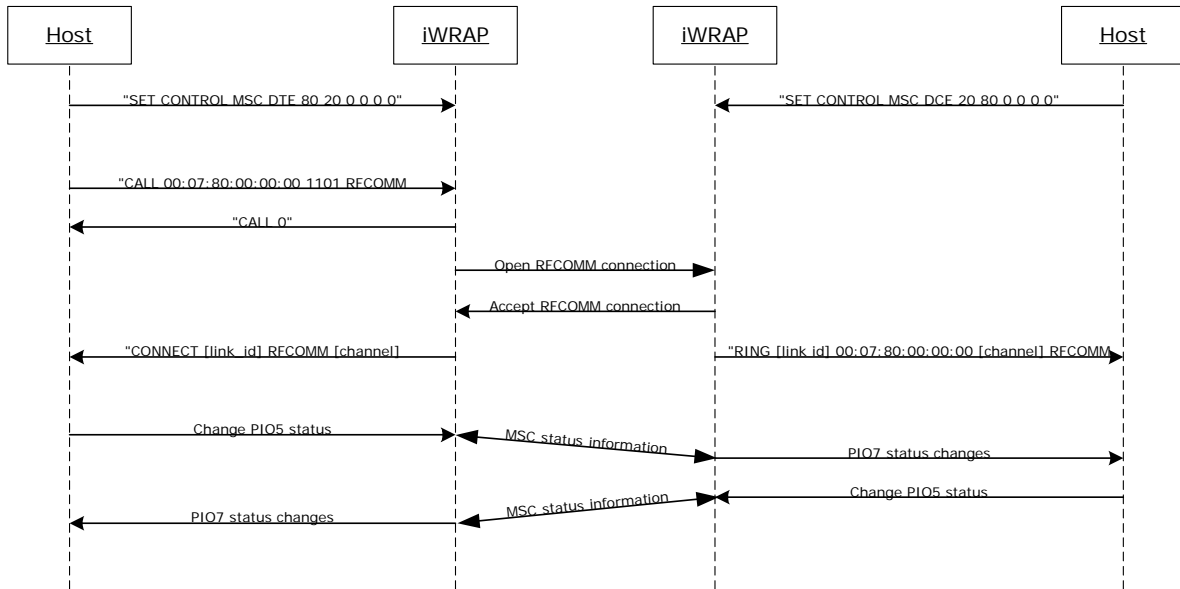 Host
iWRAP
iWRAP
Host
"SET CONTROL MSC DTE 80 20 0 0 0 0"
"SET CONTROL MSC DCE 20 80 0 0 0 0"
"CALL 00:07:80:00:00:00 1101 RFCOMM
"CALL 0"
Open RFCOMM connection
Accept RFCOMM connection
"CONNECT [link_id] RFCOMM [channel]
"RING [link_id] 00:07:80:00:00:00 [channel] RFCOMM
Change PIO5 status
MSC status information
PIO7 status changes
Change PIO5 status
MSC status information
PIO7 status changes